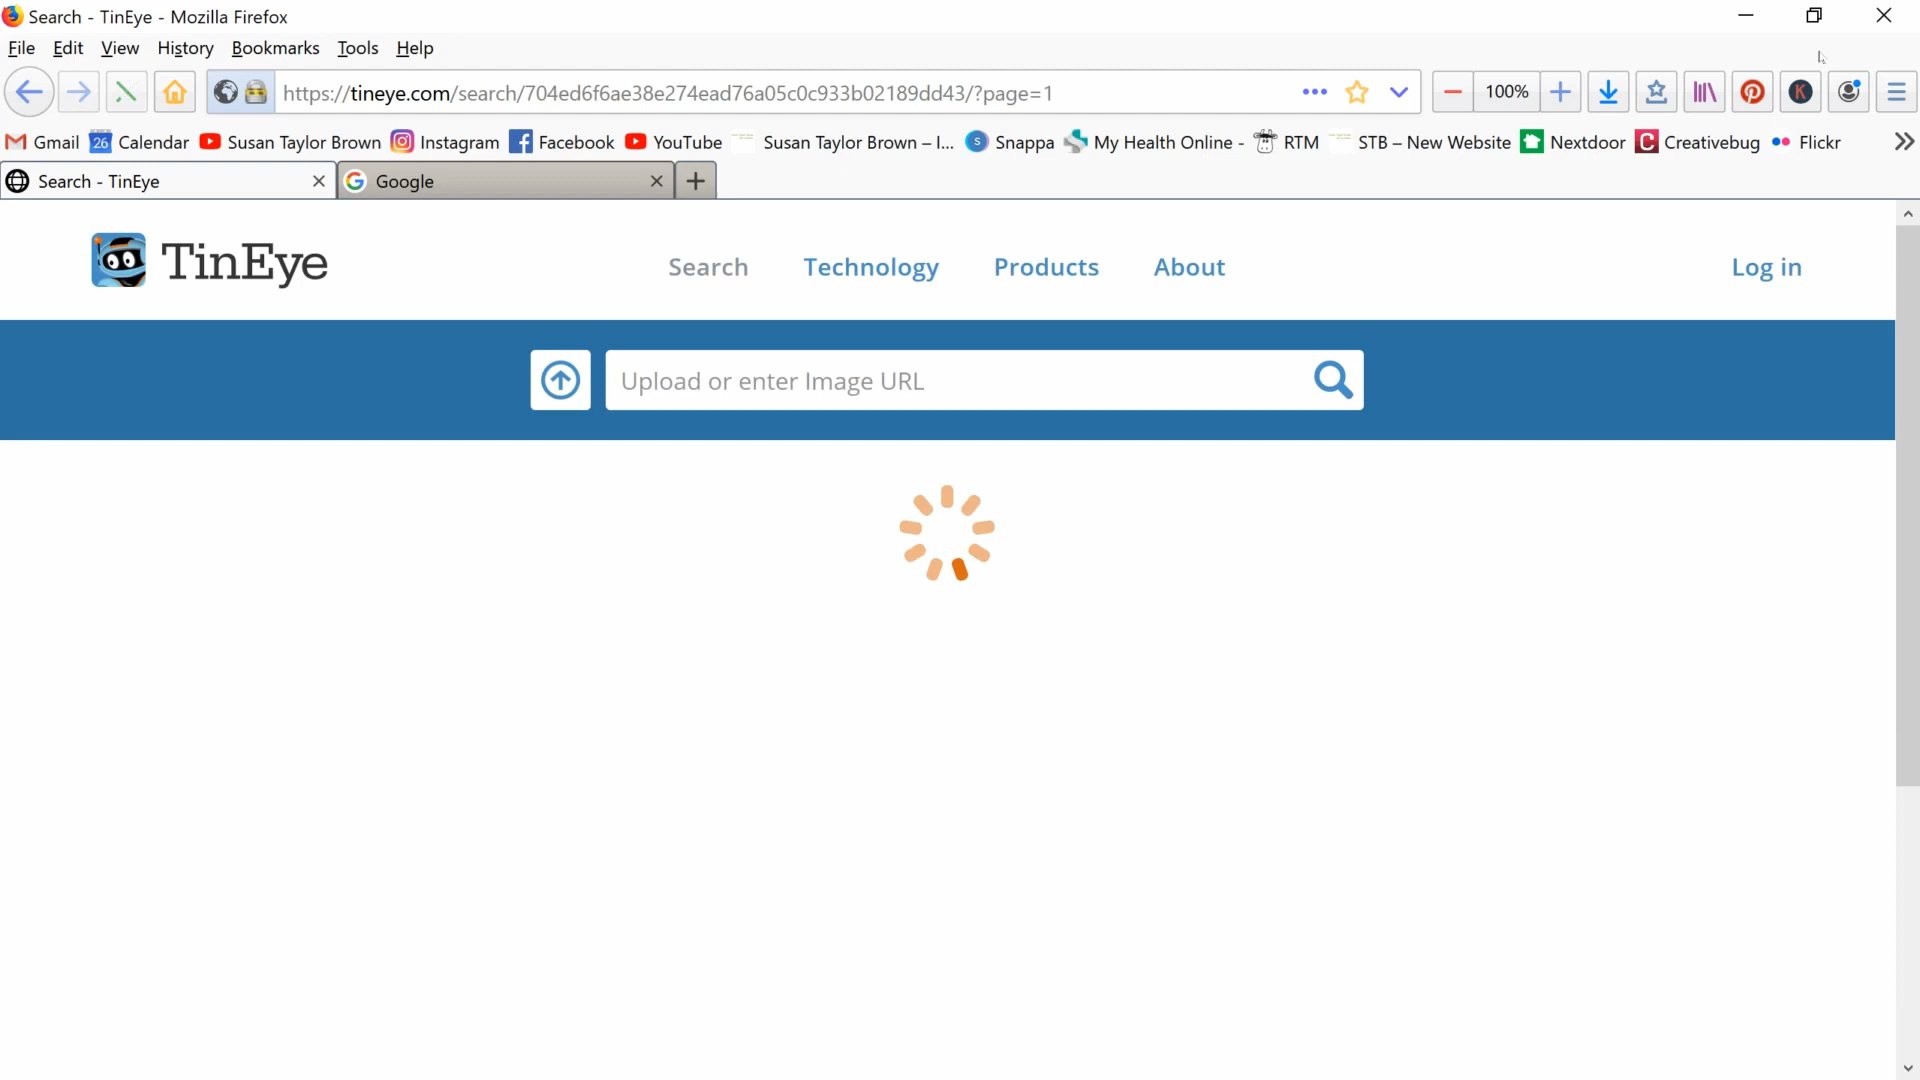 Search - TinEye - Mozilla Firefox
File Edit View History Bookmarks Tools Help
https://tineye.com/search/704ed6f6ae38e274ead76a05c0c933b02189dd43/?page=1 100% K
Gmail 26 Calendar Susan Taylor Brown Instagram Facebook YouTube Susan Taylor Brown – I... S Snappa My Health Online - RTM STB – New Website Nextdoor C Creativebug Flickr
Search - TinEye Google
TinEye Search Technology Products About Log in
Upload or enter Image URL